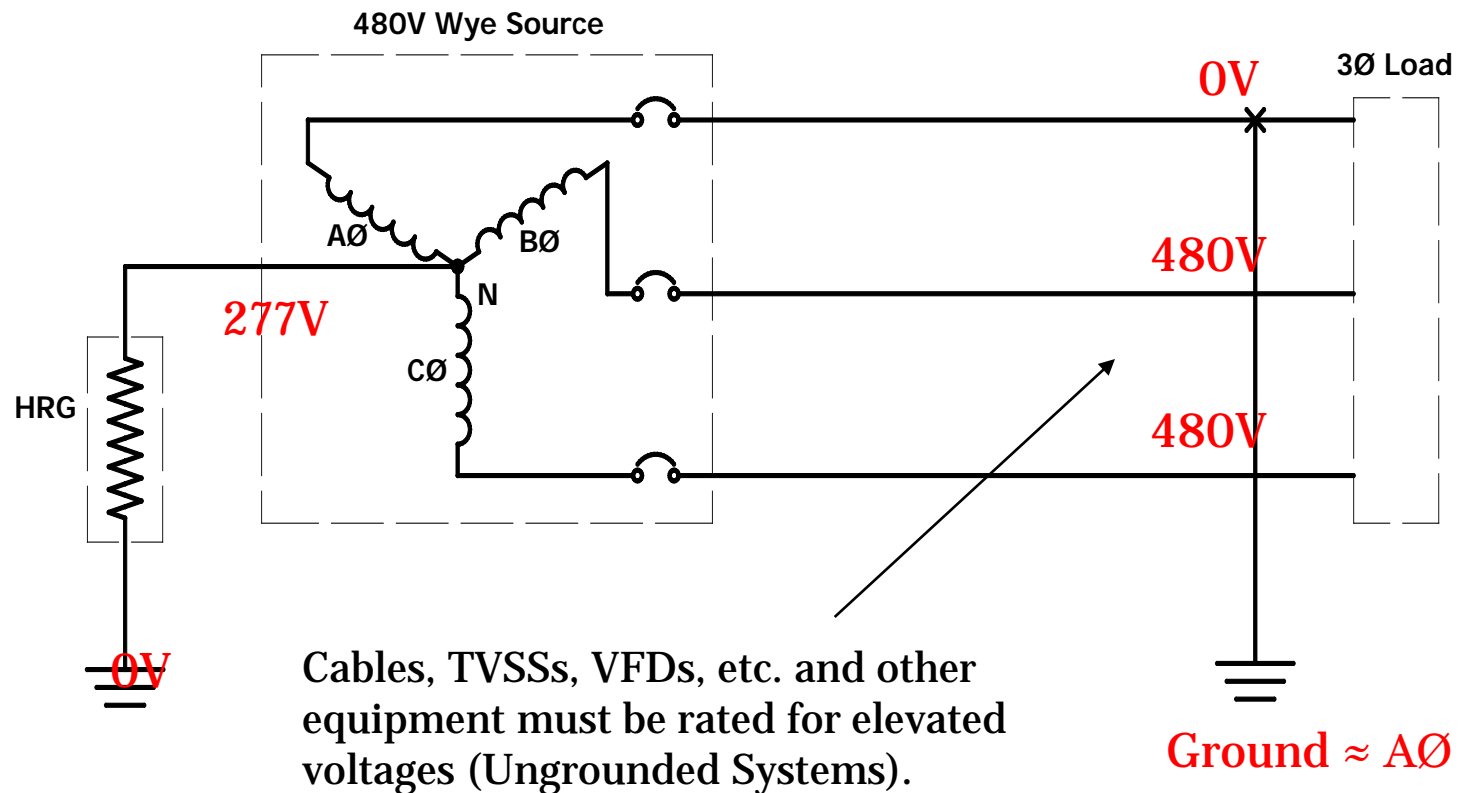 480V Wye Source
0V
3Ø Load
AØ
BØ
480V
N
277V
CØ
HRG
480V
0V
Cables, TVSSs, VFDs, etc. and other
equipment must be rated for elevated
voltages (Ungrounded Systems).
Ground ≈ AØ